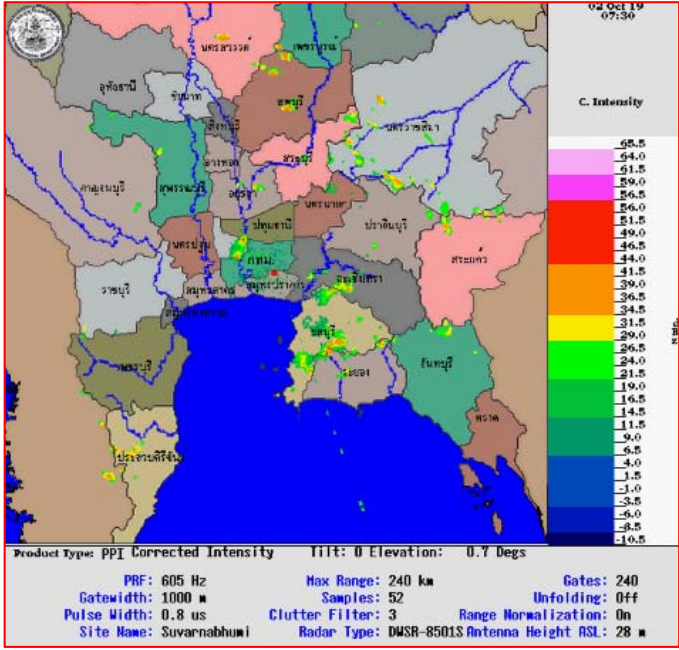 02 Oct 19
07:30
นครสวรรค์
เพชรบูรณ์
อุทัยธานี
ชัยนาท
ลพบุรี
C. Intensity
สิงห์บุรี
นครราชสีมา
อ่างทอง
สระบุรี
กาญจนบุรี
สุพรรณบุรี
อยุธยา
นครนายก
ปราจีนบุรี
ปทุมธานี
นครปฐม
กทม.
สระแก้ว
ราชบุรี
สมุทรสาคร
สมุทรปราการ
ฉะเชิงเทรา
สมุทรสงคราม
ชลบุรี
เพชรบุรี
ระยอง
จันทบุรี
ตราด
ประจวบคีรีขันธ์
65.5
64.0
61.5
59.0
56.5
56.0
51.5
49.0
46.5
44.0
41.5
39.0
36.5
34.0
31.5
29.0
26.5
24.0
21.5
19.0
16.5
14.0
11.5
9.0
6.5
4.0
1.5
-1.0
-3.5
-6.0
-8.5
-10.5
Product Type: PPI Corrected Intensity Tilt: 0 Elevation: 0.7 Degs
PRF: 605 Hz Max Range: 240 km Gates: 240
Gatewidth: 1000 m Samples: 52 Unfolding: Off
Pulse Width: 0.8 us Clutter Filter: 3 Range Normalization: On
Site Name: Suvarnabhumi Radar Type: DWSR-8501S Antenna Height ASL: 28 m